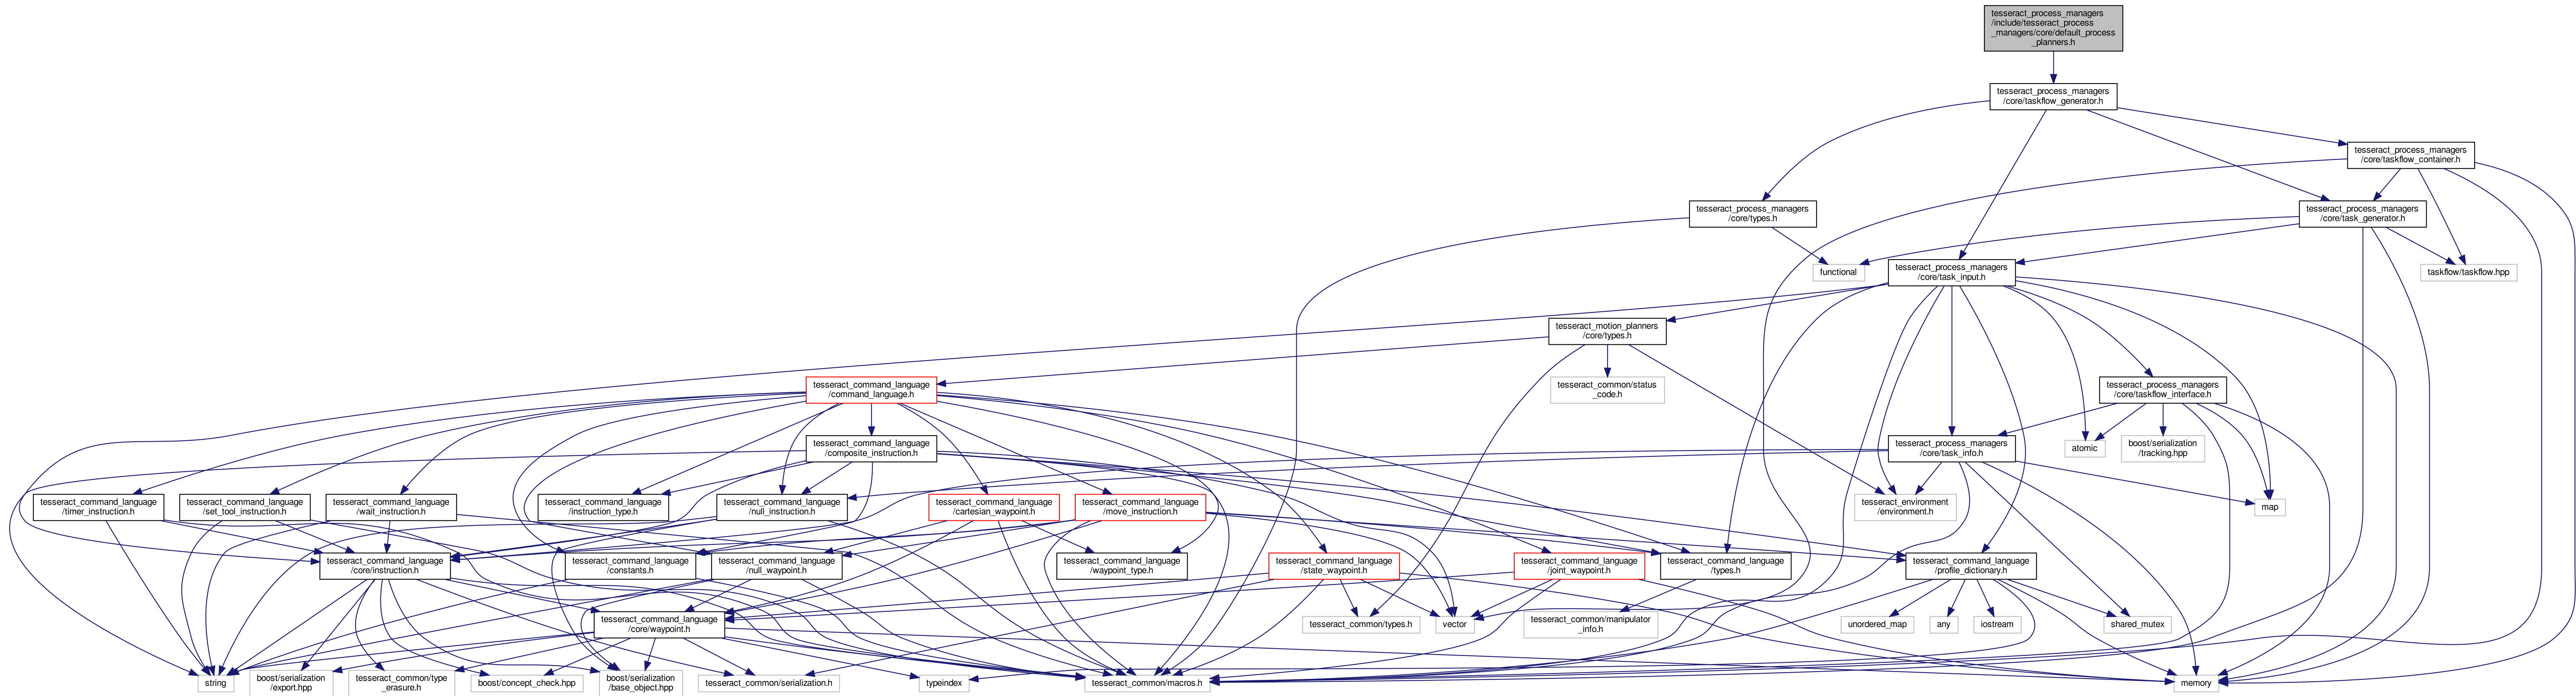 tesseract_process_managers
/include/tesseract_process
_managers/core/default_process
_planners.h
tesseract_process_managers
/core/taskflow_generator.h
tesseract_process_managers
/core/taskflow_container.h
tesseract_process_managers
/core/types.h
tesseract_process_managers
/core/task_generator.h
functional
tesseract_process_managers
/core/task_input.h
taskflow/taskflow.hpp
tesseract_motion_planners
/core/types.h
tesseract_command_language
/command_language.h
tesseract_common/status
_code.h
tesseract_process_managers
/core/taskflow_interface.h
tesseract_command_language
/composite_instruction.h
tesseract_process_managers
/core/task_info.h
atomic
boost/serialization
/tracking.hpp
tesseract_command_language
/timer_instruction.h
tesseract_command_language
/set_tool_instruction.h
tesseract_command_language
/wait_instruction.h
tesseract_command_language
/instruction_type.h
tesseract_command_language
/null_instruction.h
tesseract_command_language
/cartesian_waypoint.h
tesseract_command_language
/move_instruction.h
tesseract_environment
/environment.h
map
tesseract_command_language
/core/instruction.h
tesseract_command_language
/constants.h
tesseract_command_language
/null_waypoint.h
tesseract_command_language
/waypoint_type.h
tesseract_command_language
/state_waypoint.h
tesseract_command_language
/joint_waypoint.h
tesseract_command_language
/types.h
tesseract_command_language
/profile_dictionary.h
tesseract_command_language
/core/waypoint.h
tesseract_common/types.h
vector
tesseract_common/manipulator
_info.h
unordered_map
any
iostream
shared_mutex
string
boost/serialization
/export.hpp
tesseract_common/type
_erasure.h
boost/concept_check.hpp
boost/serialization
/base_object.hpp
tesseract_common/serialization.h
typeindex
tesseract_common/macros.h
memory